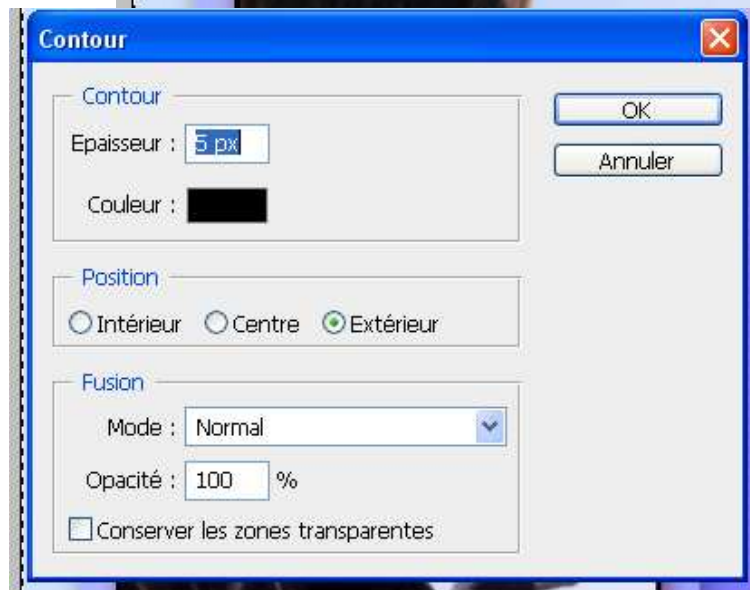 Contour
Contour
OK
Epaisseur : 5 px
Annuler
Couleur :
Position
Intérieur Centre Extérieur
Fusion
Mode : Normal
Opacité : 100 %
Conserver les zones transparentes